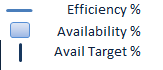 Efficiency %
Availability %
Avail Target %